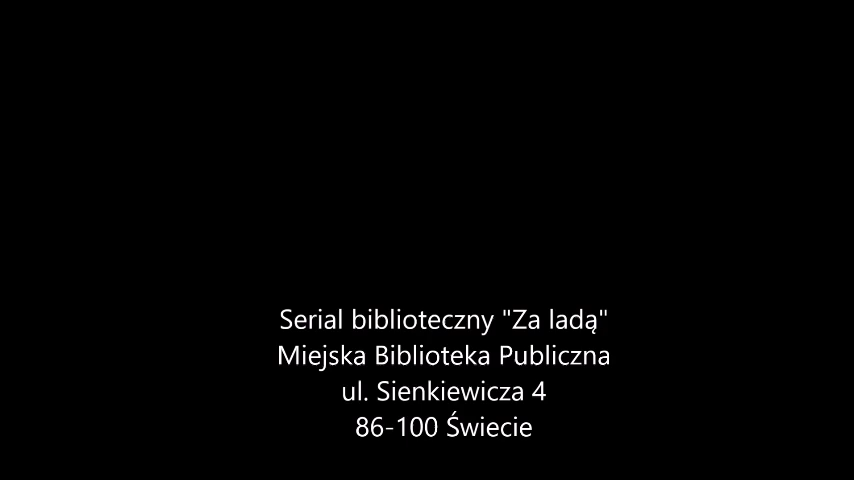 Serial biblioteczny "Za ladą"
Miejska Biblioteka Publiczna
ul. Sienkiewicza 4
86-100 Świecie